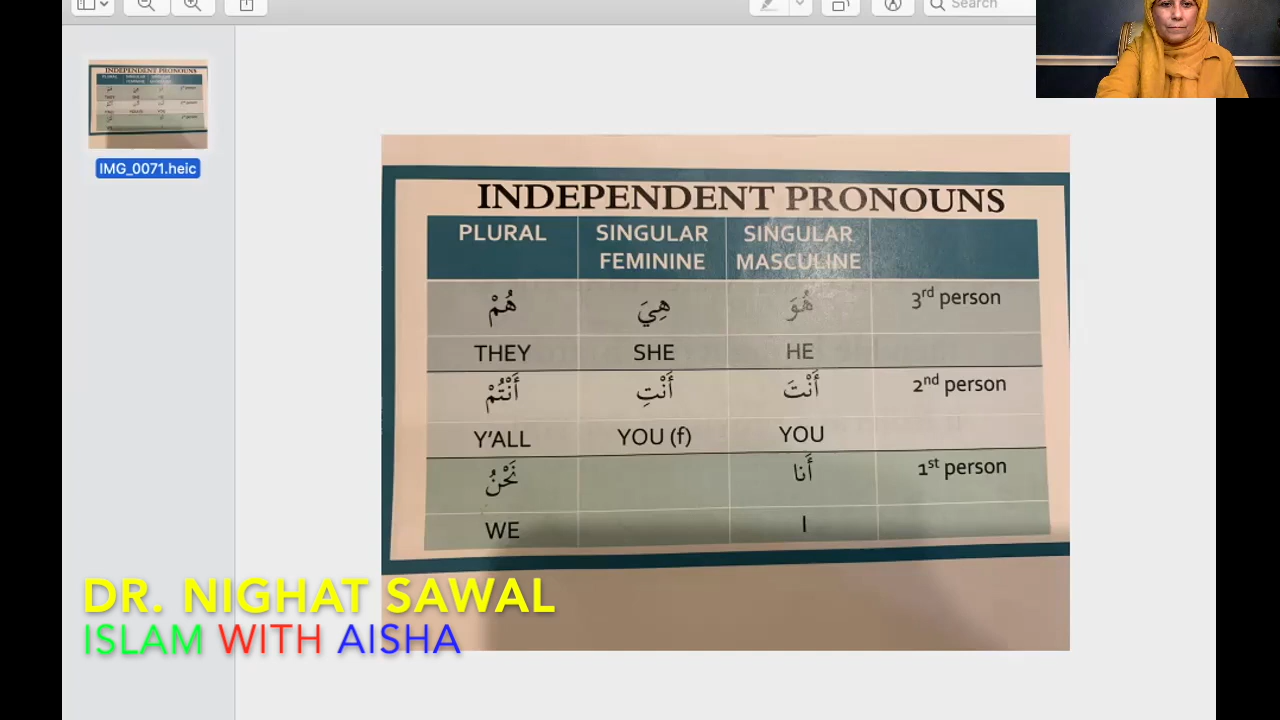 Search
INDEPENDENT PRONOUNS
PLURAL
SINGULAR FEMININE
SINGULAR MASCULINE
هُمْ
هِيَ
هُوَ
3rd person
THEY
SHE
HE
أَنْتُمْ
أَنْتِ
أَنْتَ
2nd person
Y'ALL
YOU (f)
YOU
نَحْنُ
أَنا
1st person
WE
I
IMG_0071.heic
DR. NIGHAT SAWAL
ISLAM WITH AISHA